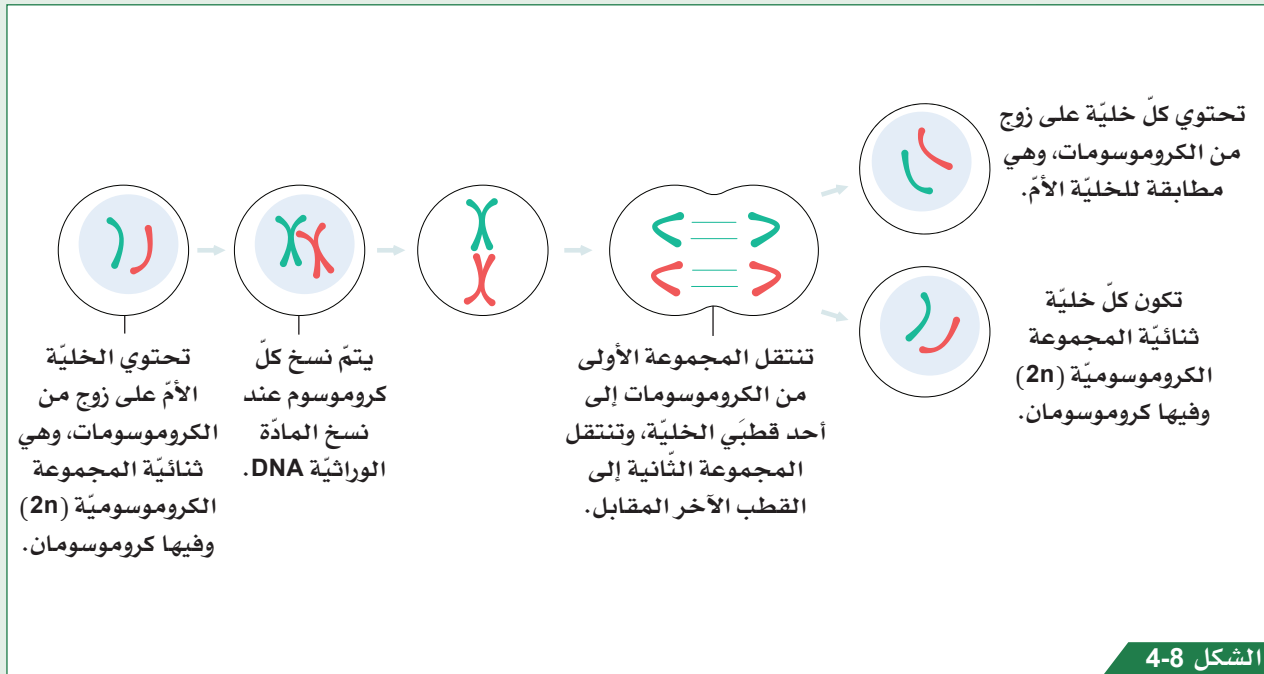 تحتوي كلّ خليّة على زوج
من الكروموسومات، وهي
مطابقة للخليّة الأمّ.
تكون كلّ خليّة
ثنائيّة المجموعة
الكروموسوميّة (2n)
وفيها كروموسومان.
تنتقل المجموعة الأولى
من الكروموسومات إلى
أحد قطبَي الخليّة، وتنتقل
المجموعة الثّانية إلى
القطب الآخر المقابل.
يتمّ نسخ كلّ
كروموسوم عند
نسخ المادّة
الوراثيّة DNA.
تحتوي الخليّة
الأمّ على زوج من
الكروموسومات، وهي
ثنائيّة المجموعة
الكروموسوميّة (2n)
وفيها كروموسومان.
الشكل 8-4